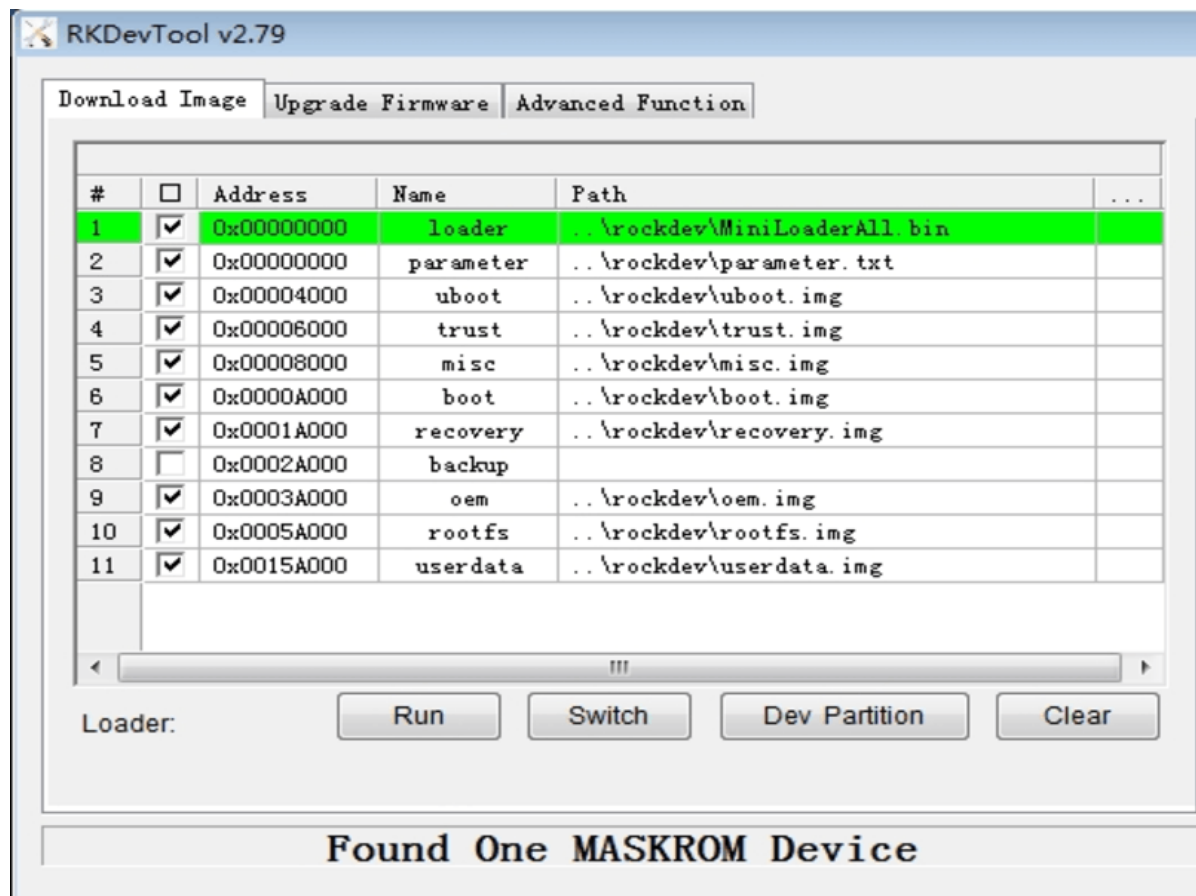 RKDevTool v2.79
Download Image Upgrade Firmware Advanced Function
# Address Name Path ...
1 0x00000000 loader ..\rockdev\MiniLoaderAll.bin
2 0x00000000 parameter ..\rockdev\parameter.txt
3 0x00004000 uboot ..\rockdev\uboot.img
4 0x00006000 trust ..\rockdev\trust.img
5 0x00008000 misc ..\rockdev\misc.img
6 0x0000A000 boot ..\rockdev\boot.img
7 0x0001A000 recovery ..\rockdev\recovery.img
8 0x0002A000 backup
9 0x0003A000 oem ..\rockdev\oem.img
10 0x0005A000 rootfs ..\rockdev\rootfs.img
11 0x0015A000 userdata ..\rockdev\userdata.img
Loader: Run Switch Dev Partition Clear
Found One MASKROM Device